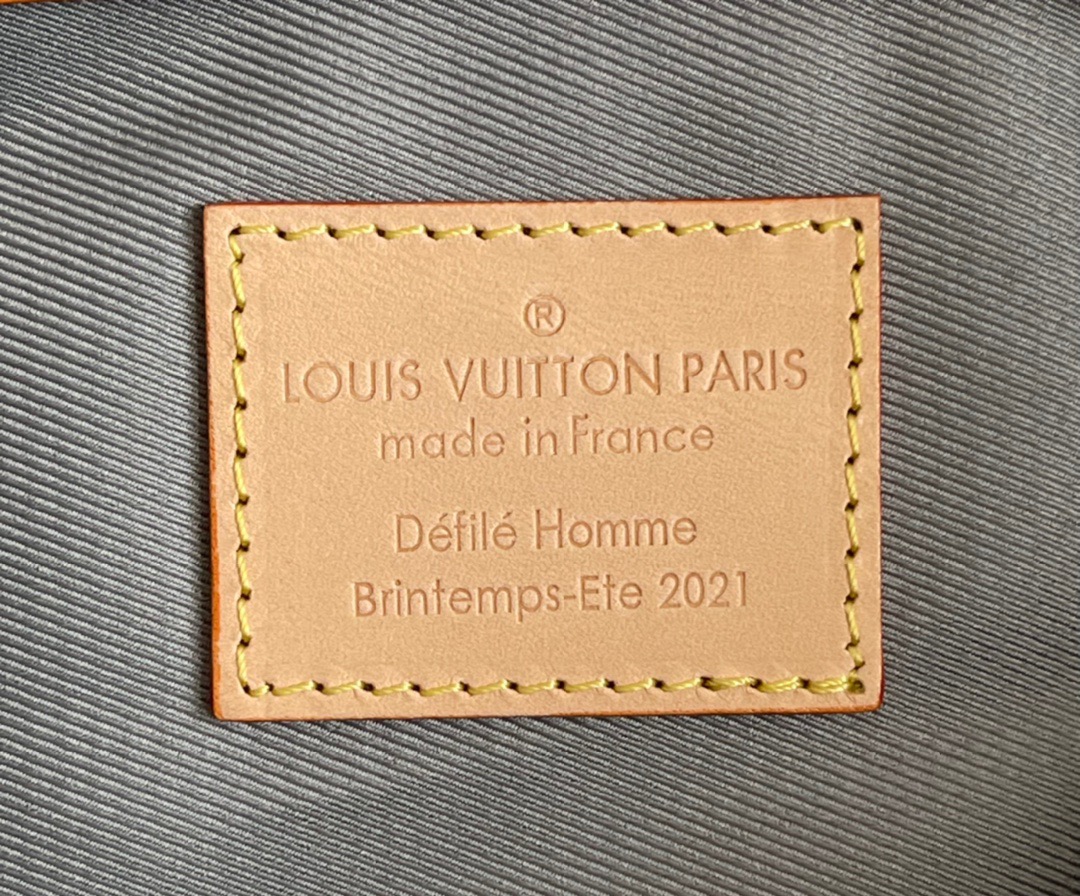 ®
LOUIS VUITTON PARIS
made in France
Défilé Homme
Brintemps-Ete 2021